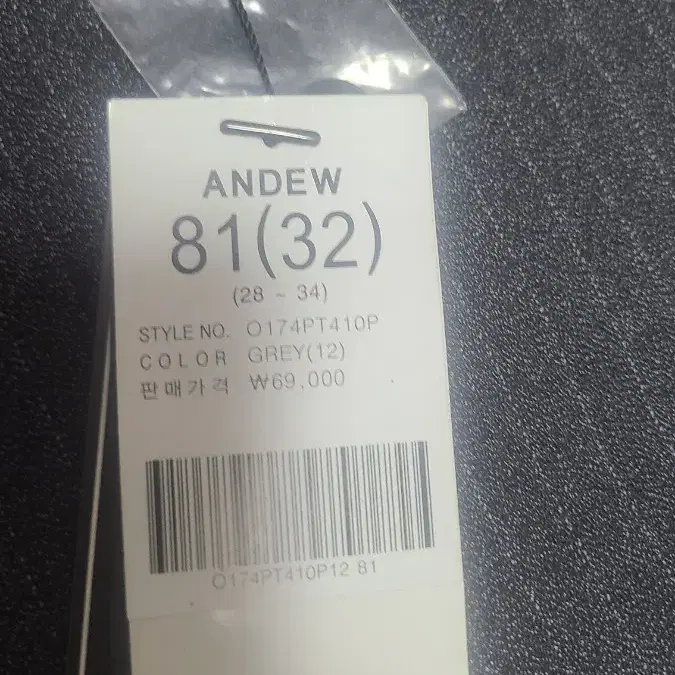 ANDEW
81(32)
(28 ~ 34)
STYLE NO. O174PT410P
COLOR GREY(12)
판매가격 ₩69,000
O174PT410P12 81